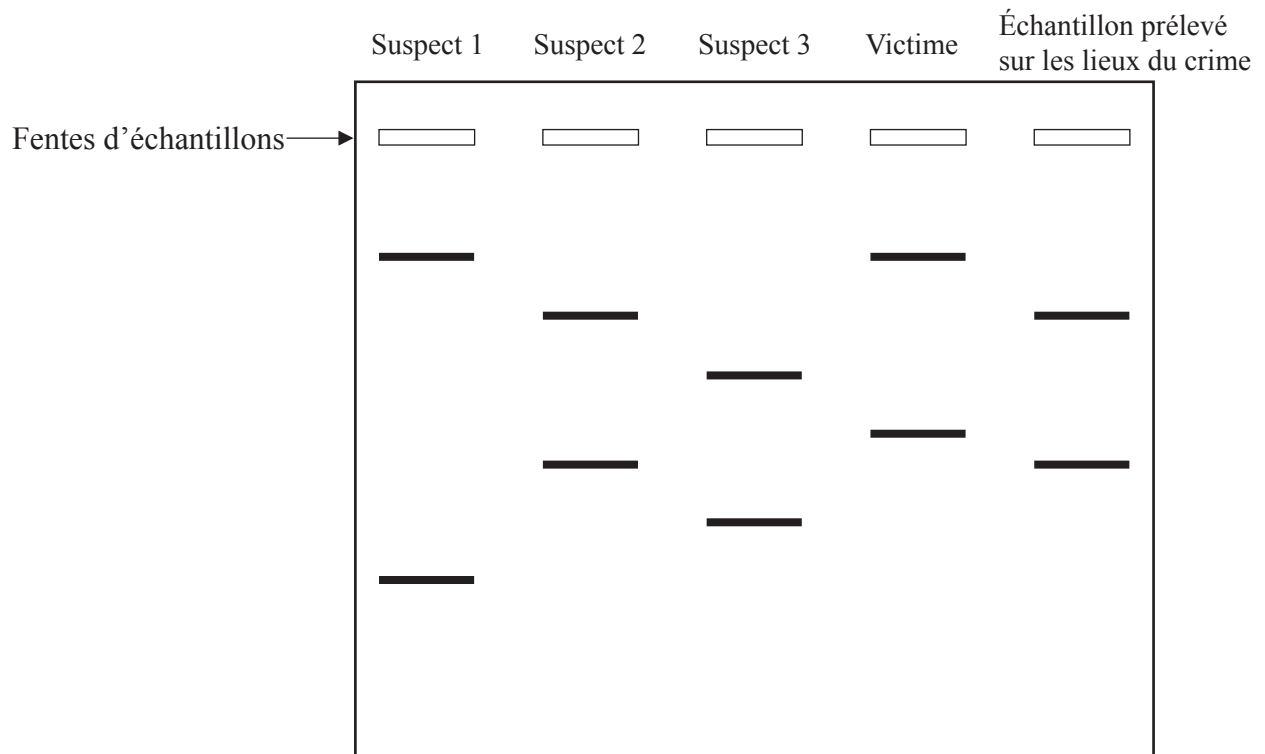 Suspect 1
Suspect 2
Suspect 3
Victime
Échantillon prélevé
sur les lieux du crime
Fentes d’échantillons